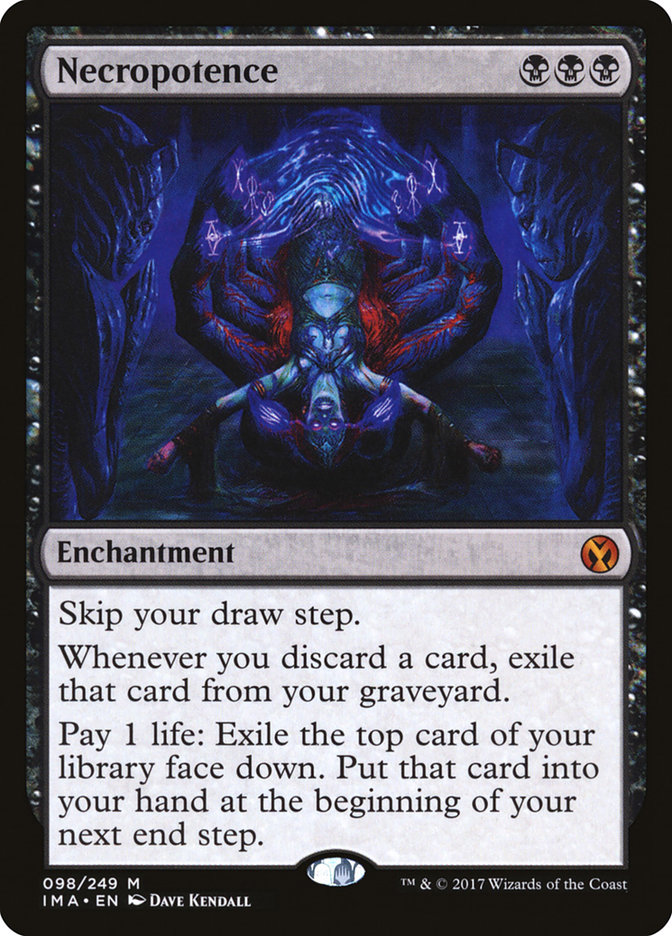 Necropotence
Enchantment
Skip your draw step.
Whenever you discard a card, exile
that card from your graveyard.
Pay 1 life: Exile the top card of your
library face down. Put that card into
your hand at the beginning of your
next end step.
098/249 M
IMA • EN Dave Kendall
™ & © 2017 Wizards of the Coast